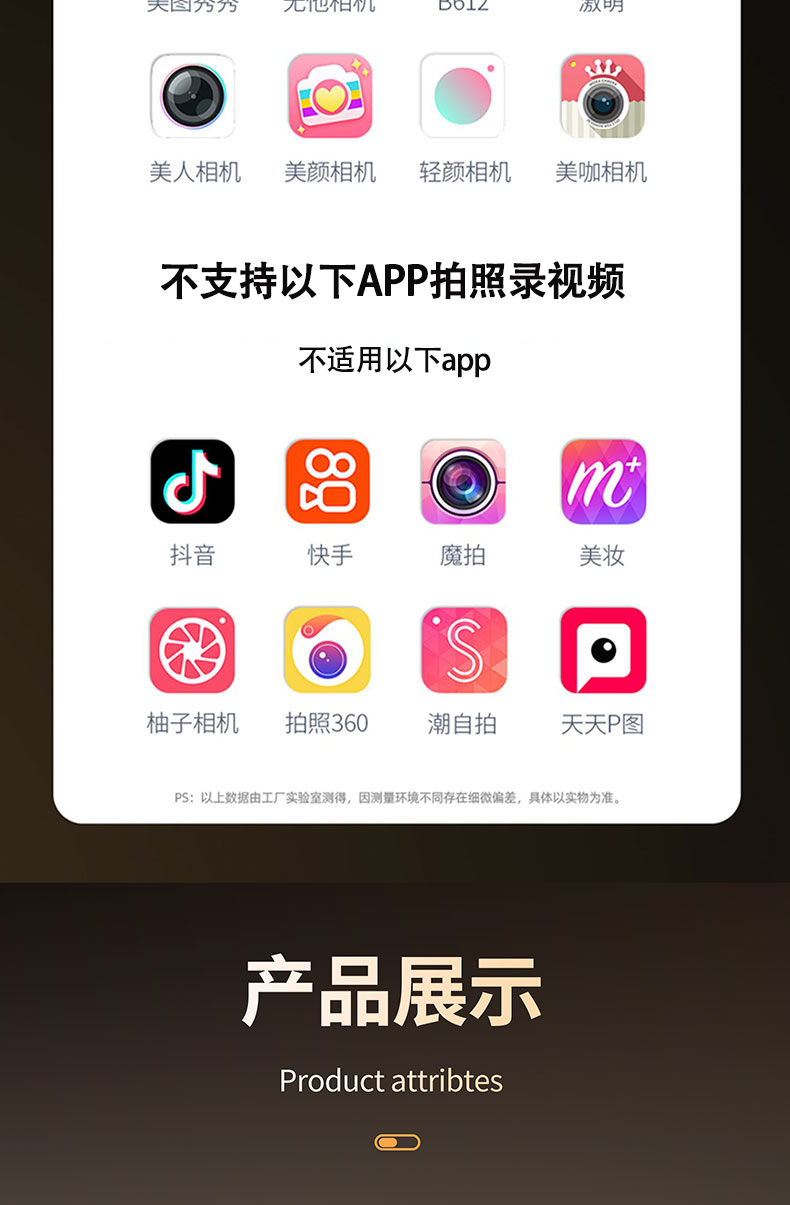 美图秀秀 无他相机 B612 激萌
美人相机 美颜相机 轻颜相机 美咖相机
不支持以下APP拍照录视频
不适用以下app
抖音 快手 魔拍 美妆
柚子相机 拍照360 潮自拍 天天P图
PS：以上数据由工厂实验室测得，因测量环境不同存在细微偏差，具体以实物为准。
产品展示
Product attribtes